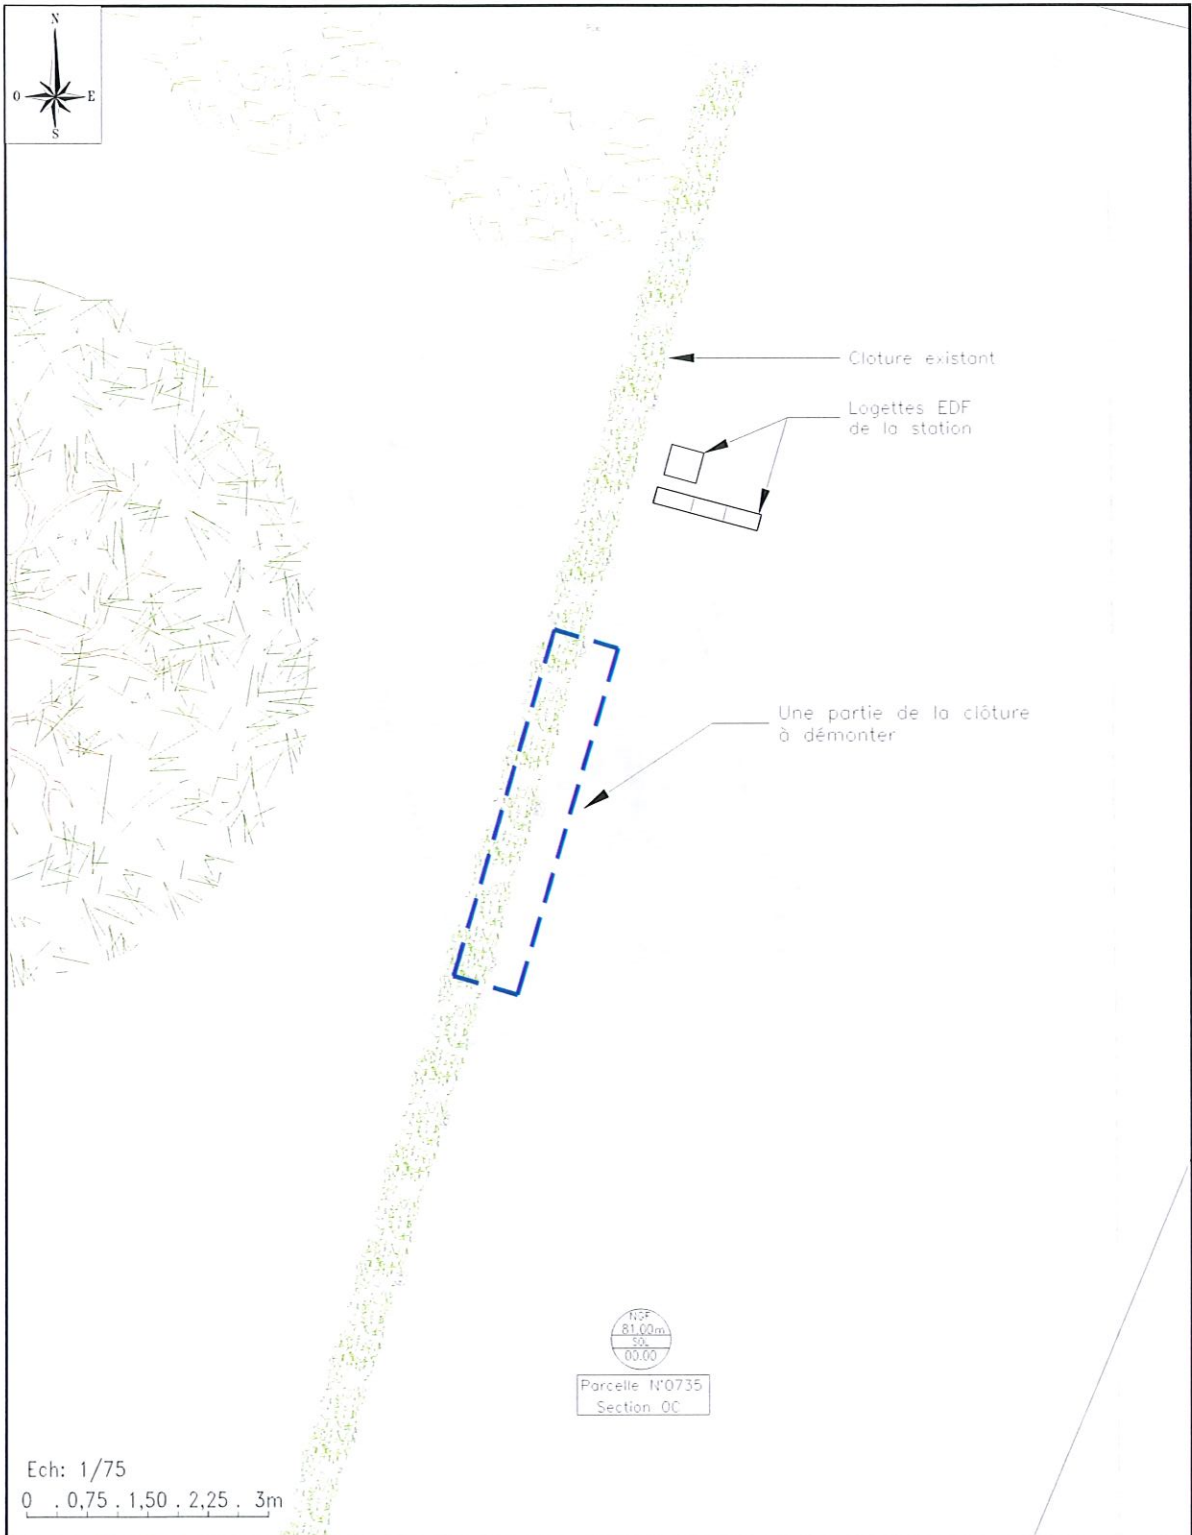 N
O E
S
Cloture existant
Logettes EDF
de la station
Une partie de la clôture
à démonter
NGF
81.00m
SOL
00.00
Parcelle N°0735
Section 0C
Ech: 1/75
0 . 0,75 . 1,50 . 2,25 . 3m